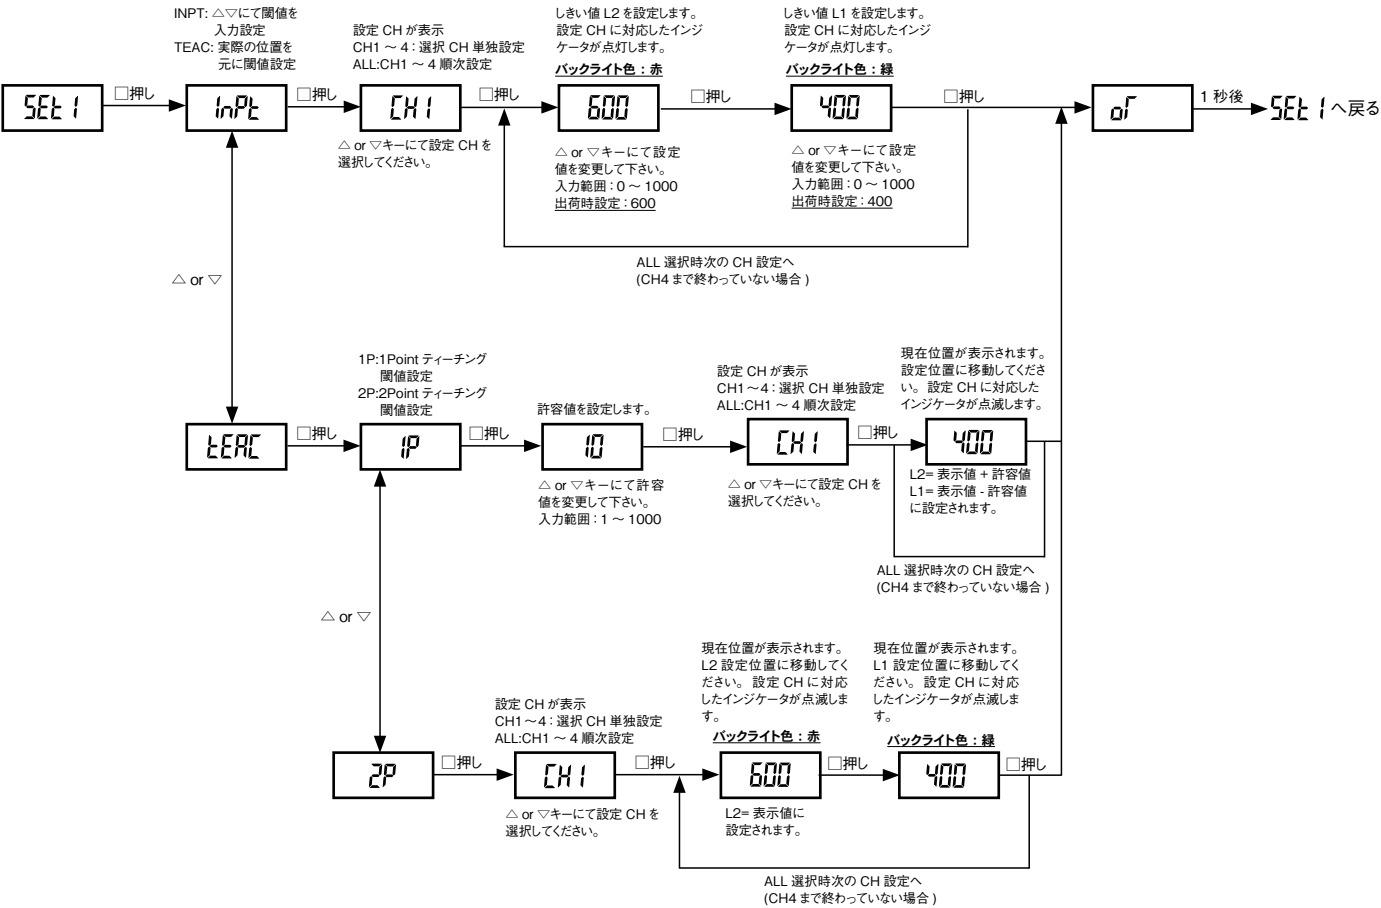 INPT: △▽にて閾値を
入力設定
TEAC: 実際の位置を
元に閾値設定
設定 CH が表示
CH1 ~ 4 : 選択 CH 単独設定
ALL:CH1 ~ 4 順次設定
しきい値 L2 を設定します。
設定 CH に対応したインジ
ケータが点灯します。
バックライト色 : 赤
しきい値 L1 を設定します。
設定 CH に対応したインジ
ケータが点灯します。
バックライト色 : 緑
SEt 1
□押し
InPt
□押し
CH 1
□押し
600
□押し
400
□押し
oΓ
1 秒後
SEt 1 へ戻る
△ or ▽キーにて設定 CH を
選択してください。
△ or ▽キーにて設定
値を変更して下さい。
入力範囲 : 0 ~ 1000
出荷時設定 : 600
△ or ▽キーにて設定
値を変更して下さい。
入力範囲 : 0 ~ 1000
出荷時設定 : 400
ALL 選択時次の CH 設定へ
(CH4 まで終わっていない場合 )
△ or ▽
1P:1Point ティーチング
閾値設定
2P:2Point ティーチング
閾値設定
許容値を設定します。
設定 CH が表示
CH1~4 : 選択 CH 単独設定
ALL:CH1 ~ 4 順次設定
現在位置が表示されます。
設定位置に移動してくださ
い。 設定 CH に対応した
インジケータが点滅します。
tEAC
□押し
1P
□押し
10
□押し
CH 1
□押し
400
△ or ▽キーにて許容
値を変更して下さい。
入力範囲 : 1 ~ 1000
△ or ▽キーにて設定 CH を
選択してください。
L2= 表示値 + 許容値
L1= 表示値 - 許容値
に設定されます。
ALL 選択時次の CH 設定へ
(CH4 まで終わっていない場合 )
△ or ▽
設定 CH が表示
CH1~4 : 選択 CH 単独設定
ALL:CH1 ~ 4 順次設定
現在位置が表示されます。
L2 設定位置に移動してく
ださい。 設定 CH に対応
したインジケータが点滅しま
す。
バックライト色 : 赤
現在位置が表示されます。
L1 設定位置に移動してく
ださい。 設定 CH に対応
したインジケータが点滅しま
す。
バックライト色 : 緑
2P
□押し
CH 1
□押し
600
□押し
400
□押し
△ or ▽キーにて設定 CH を
選択してください。
L2= 表示値に
設定されます。
ALL 選択時次の CH 設定へ
(CH4 まで終わっていない場合 )